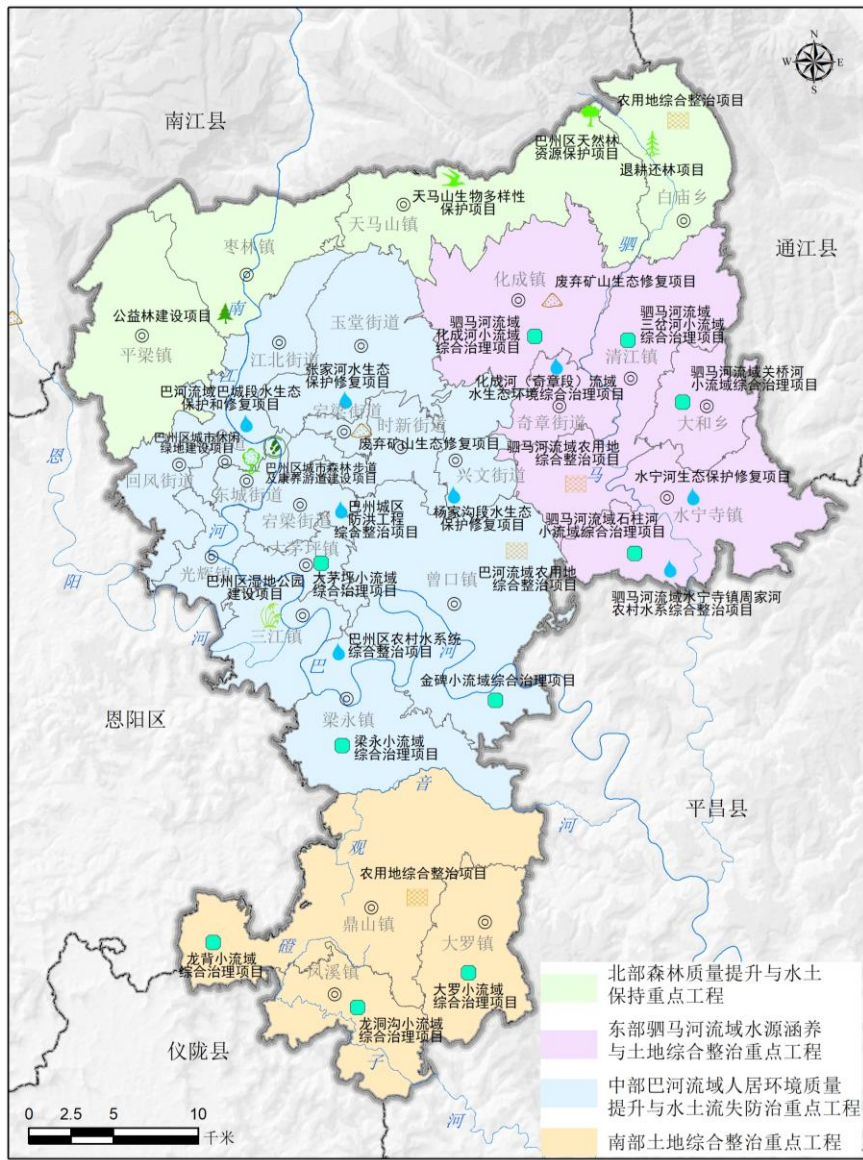 N
W
E
S
南江县
农用地综合整治项目
巴州区天然林
资源保护项目
退耕还林项目
天马山生物多样性
保护项目
天马山镇
白庙乡
驷
通江县
枣林镇
化成镇
废弃矿山生态修复项目
公益林建设项目
南
平梁镇
玉堂街道
江北街道
驷马河流域
化成河小流域
综合治理项目
驷马河流域
三岔河小流域
综合治理项目
清江镇
江
张家河水生态
保护修复项目
化成河（奇章段）流域
水生态环境综合治理项目
驷马河流域关桥河
小流域综合治理项目
巴河流域巴城段水生态
保护和修复项目
宕梁街道
时新街道
奇章街道
大和乡
恩
巴州区城市休闲
绿地建设项目
废弃矿山生态修复项目
驷马河流域农用地
综合整治项目
马
回风街道
巴州区城市森林步道
及康养游道建设项目
兴文街道
水宁河生态保护修复项目
东城街道
宕梁街道
巴州城区
防洪工程
综合整治项目
杨家沟段水生态
保护修复项目
水宁寺镇
河
驷马河流域石柱河
小流域综合治理项目
河
阳
光辉镇
大茅坪镇
巴河流域农用地
综合整治项目
巴州区湿地公园
建设项目
大茅坪小流域
综合治理项目
曾口镇
驷马河流域水宁寺镇周家河
农村水系综合整治项目
河
三江镇
巴
巴州区农村水系统
综合整治项目
河
金碑小流域综合治理项目
恩阳区
梁永镇
梁永小流域
综合治理项目
音
河
平昌县
观
农用地综合整治项目
鼎山镇
大罗镇
磴
龙背小流域
综合治理项目
凤溪镇
大罗小流域
综合治理项目
龙洞沟小流域
综合治理项目
仪陇县
子
河
北部森林质量提升与水土
保持重点工程
东部驷马河流域水源涵养
与土地综合整治重点工程
中部巴河流域人居环境质量
提升与水土流失防治重点工程
南部土地综合整治重点工程
0 2.5 5 10
千米